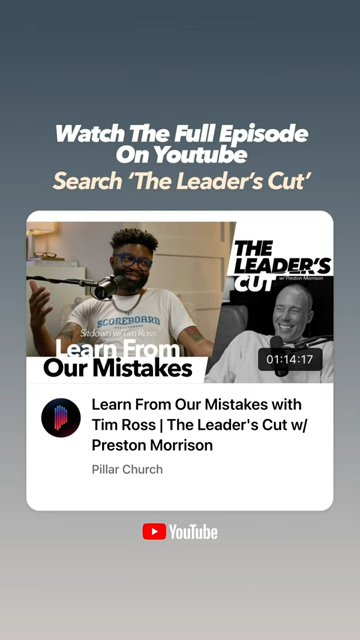 Watch The Full Episode
On Youtube
Search ‘The Leader’s Cut’
THE
LEADER'S
CUT
w/ Preston Morrison
SCOREBOARD
Sitdown w/ Tim Ross
Learn From
Our Mistakes
01:14:17
Learn From Our Mistakes with
Tim Ross | The Leader's Cut w/
Preston Morrison
Pillar Church
YouTube